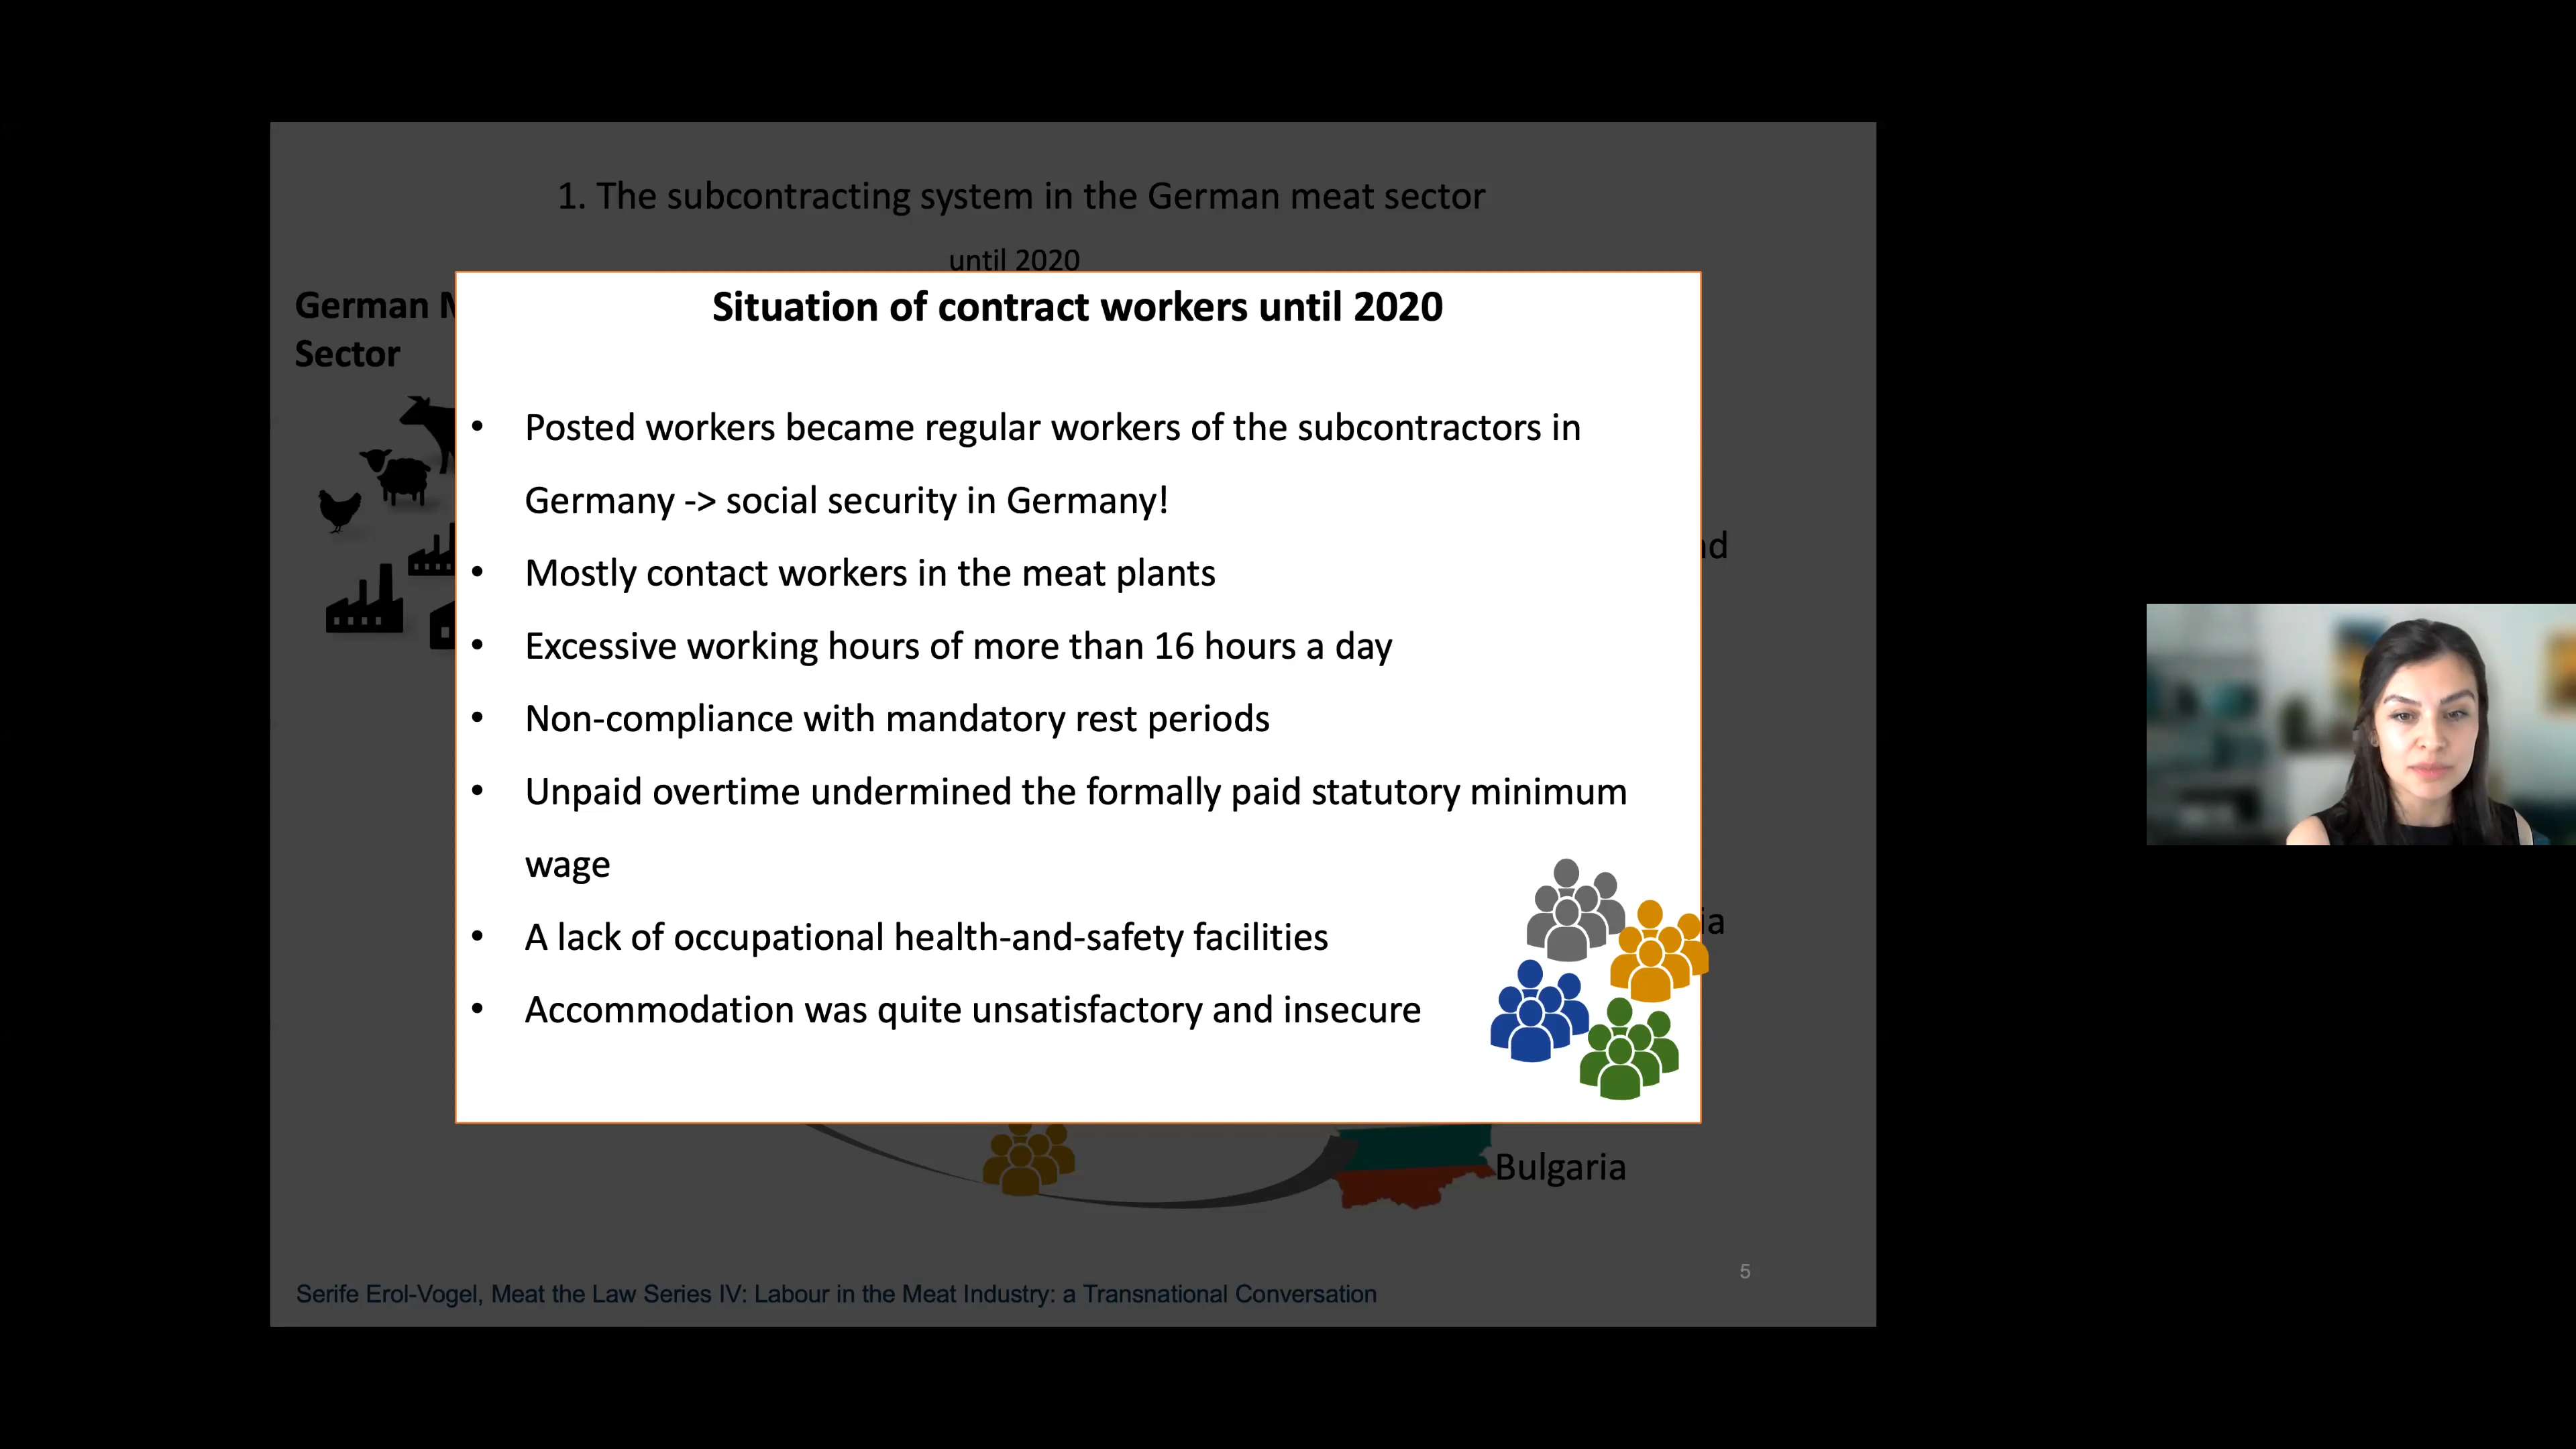 1. The subcontracting system in the German meat sector
until 2020
German
Sector
Situation of contract workers until 2020
• Posted workers became regular workers of the subcontractors in
Germany -> social security in Germany!
• Mostly contact workers in the meat plants
• Excessive working hours of more than 16 hours a day
• Non-compliance with mandatory rest periods
• Unpaid overtime undermined the formally paid statutory minimum
wage
• A lack of occupational health-and-safety facilities
• Accommodation was quite unsatisfactory and insecure
Bulgaria
5
Serife Erol-Vogel, Meat the Law Series IV: Labour in the Meat Industry: a Transnational Conversation